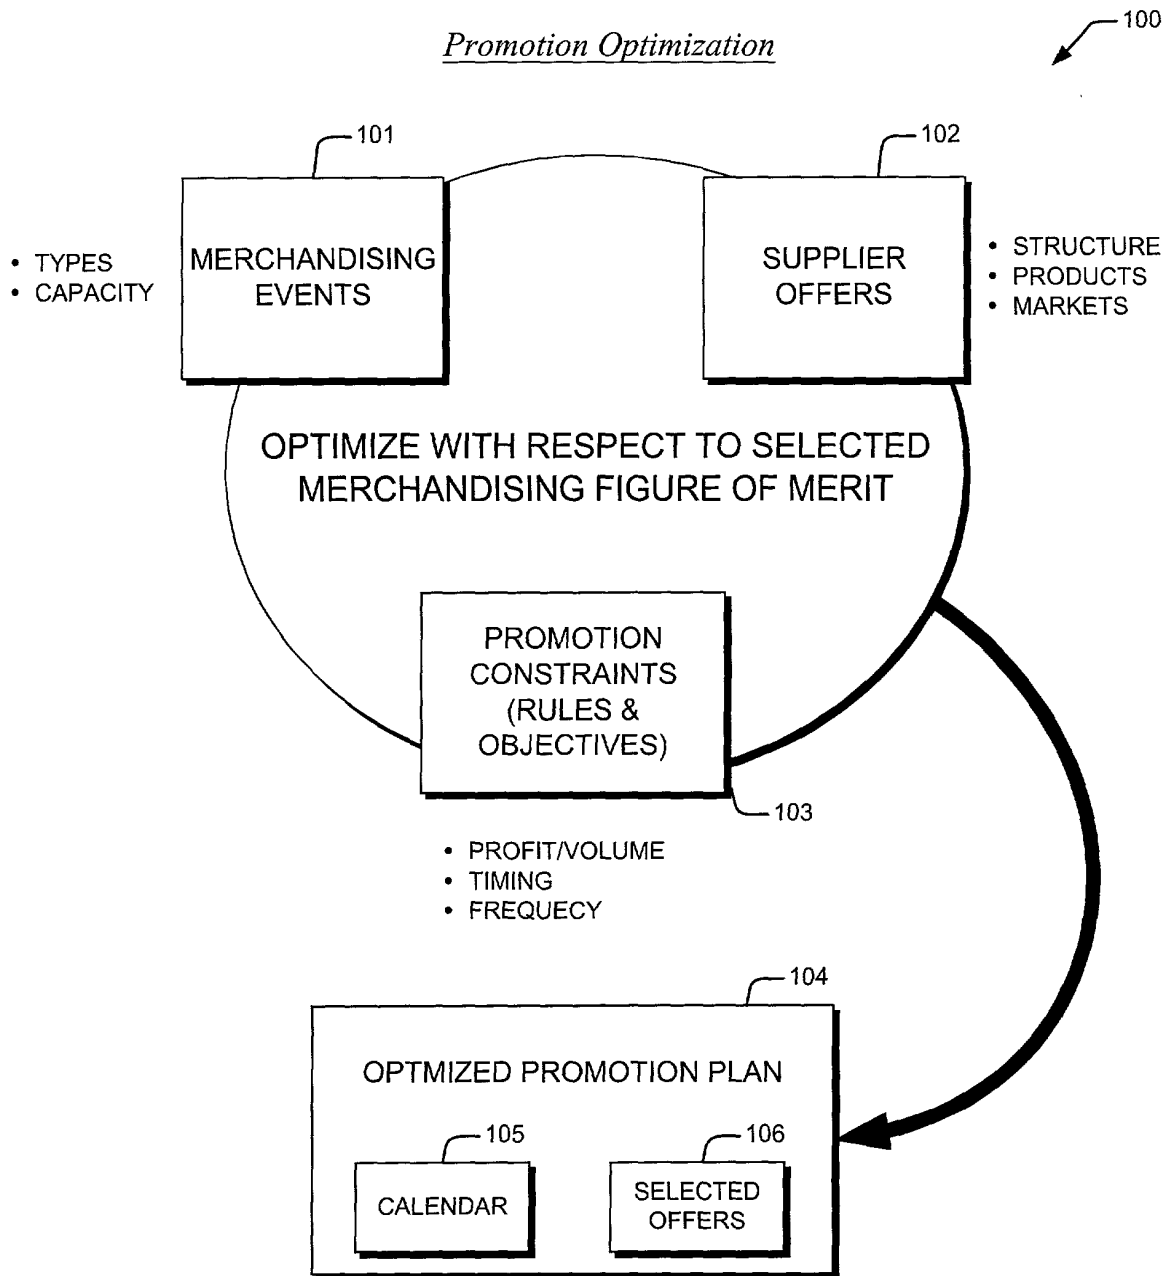 100
Promotion Optimization
101
102
MERCHANDISING
EVENTS
• TYPES
• CAPACITY
SUPPLIER
OFFERS
• STRUCTURE
• PRODUCTS
• MARKETS
OPTIMIZE WITH RESPECT TO SELECTED
MERCHANDISING FIGURE OF MERIT
PROMOTION
CONSTRAINTS
(RULES &
OBJECTIVES)
103
• PROFIT/VOLUME
• TIMING
• FREQUECY
104
OPTMIZED PROMOTION PLAN
105
106
CALENDAR
SELECTED
OFFERS